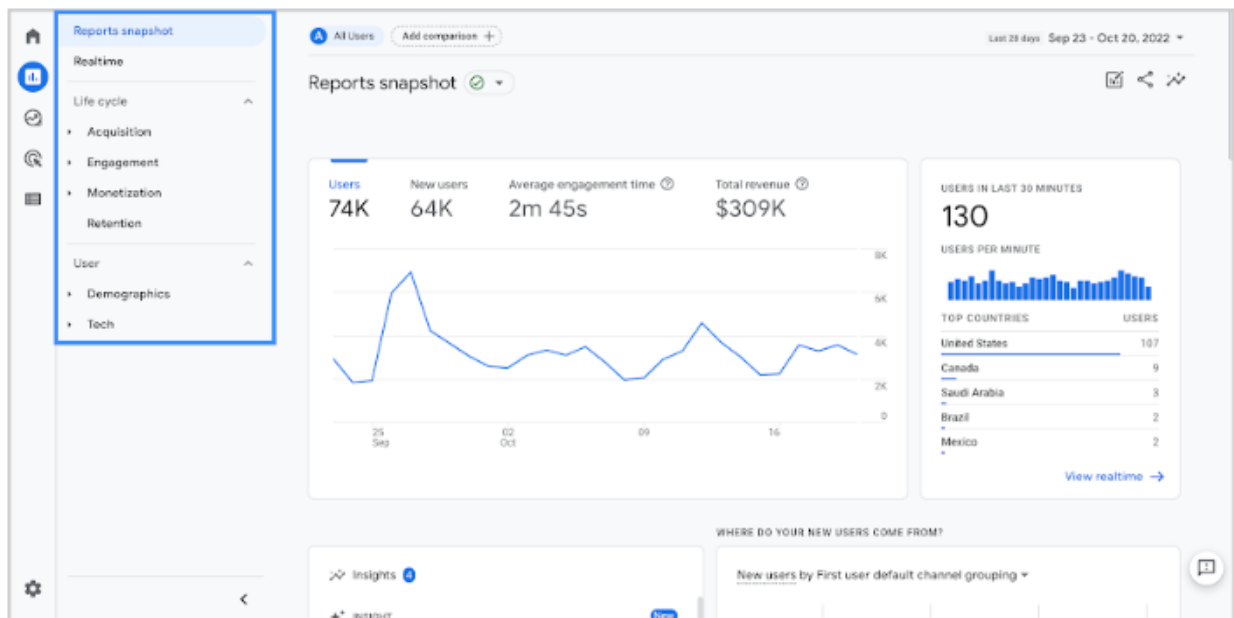 Reports snapshot
Realtime
Life cycle
Acquisition
Engagement
Monetization
Retention
User
Demographics
Tech
A All Users Add comparison +
Last 28 days Sep 23 - Oct 20, 2022
Reports snapshot
Users New users Average engagement time Total revenue
74K 64K 2m 45s $309K
8K
6K
4K
2K
0
25 02 09 16
Sep Oct
USERS IN LAST 30 MINUTES
130
USERS PER MINUTE
TOP COUNTRIES USERS
United States 107
Canada 9
Saudi Arabia 3
Brazil 2
Mexico 2
View realtime →
Insights 4
INSIGHT New
WHERE DO YOUR NEW USERS COME FROM?
New users by First user default channel grouping